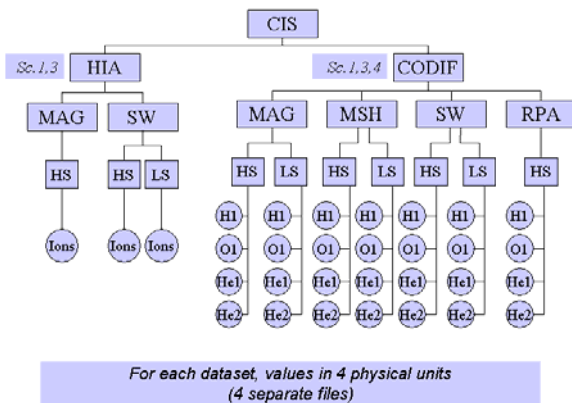 CIS
Sc.1,3 HIA Sc.1,3,4 CODIF
MAG SW MAG MSH SW RPA
HS HS LS HS LS HS LS HS LS HS
H1 H1 H1 H1 H1 H1 H1
Ions Ions Ions O1 O1 O1 O1 O1 O1 O1
He1 He1 He1 He1 He1 He1 He1
He2 He2 He2 He2 He2 He2 He2
For each dataset, values in 4 physical units
(4 separate files)